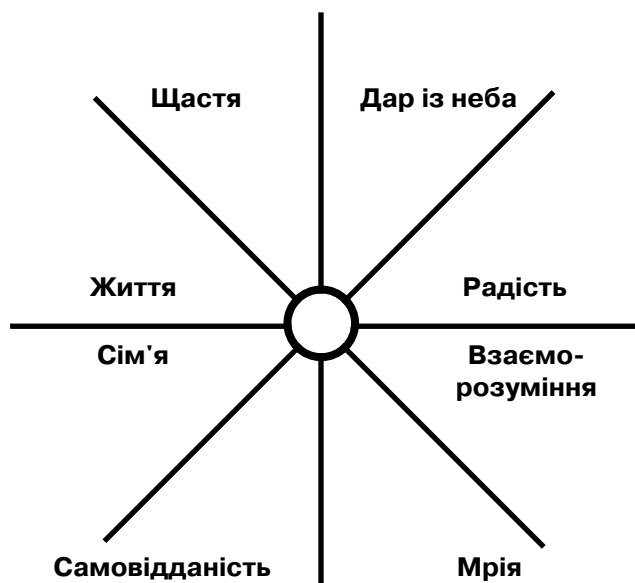 Щастя
Дар із неба
Життя
Радість
Сім'я
Взаємо-
розуміння
Самовідданість
Мрія